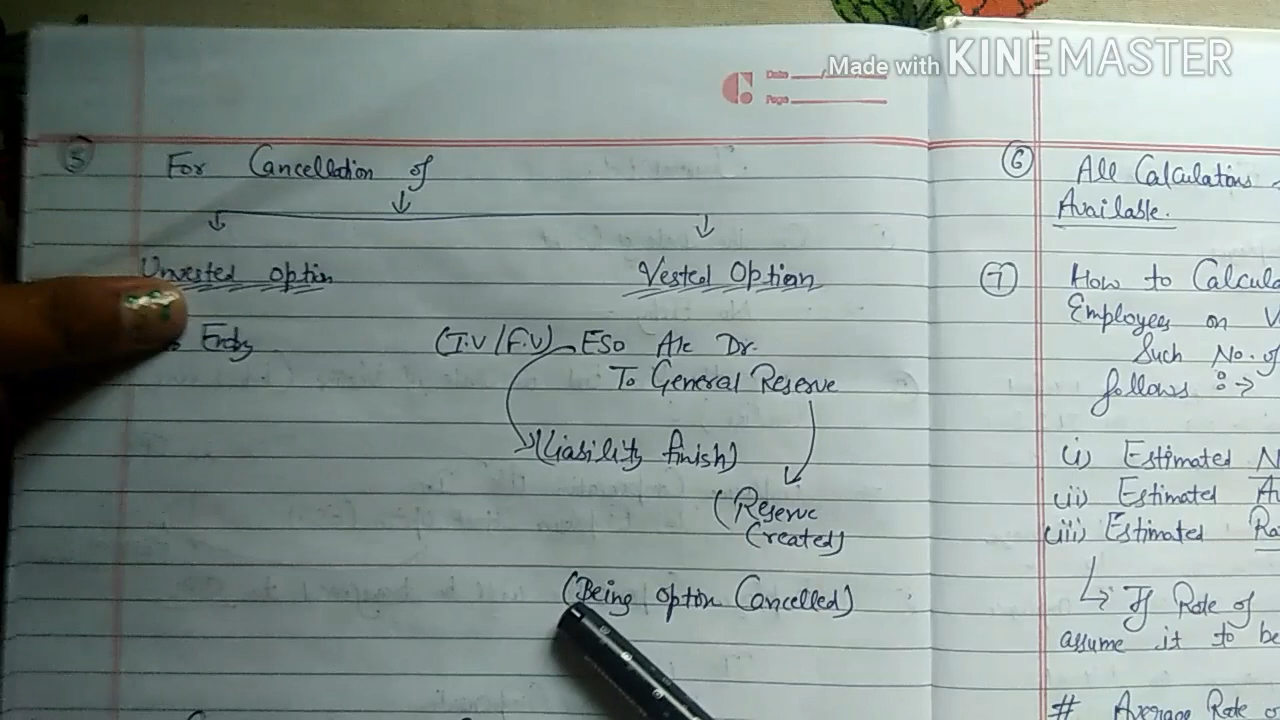 Made with KINEMASTER
Date
Page
5 For Cancellation of
Unvested Option
Vested Option
Entry
(I.V/F.V) ESO A/c Dr.
To General Reserve
(Liability finish)
(Reserve
Created)
(Being option Cancelled)
6 All Calculations
Available.
7 How to
Employees on
Such No. of
follows :->
(i) Estimated
(ii) Estimated
(iii) Estimated
If Rate of
assume it to be
# Average Rate